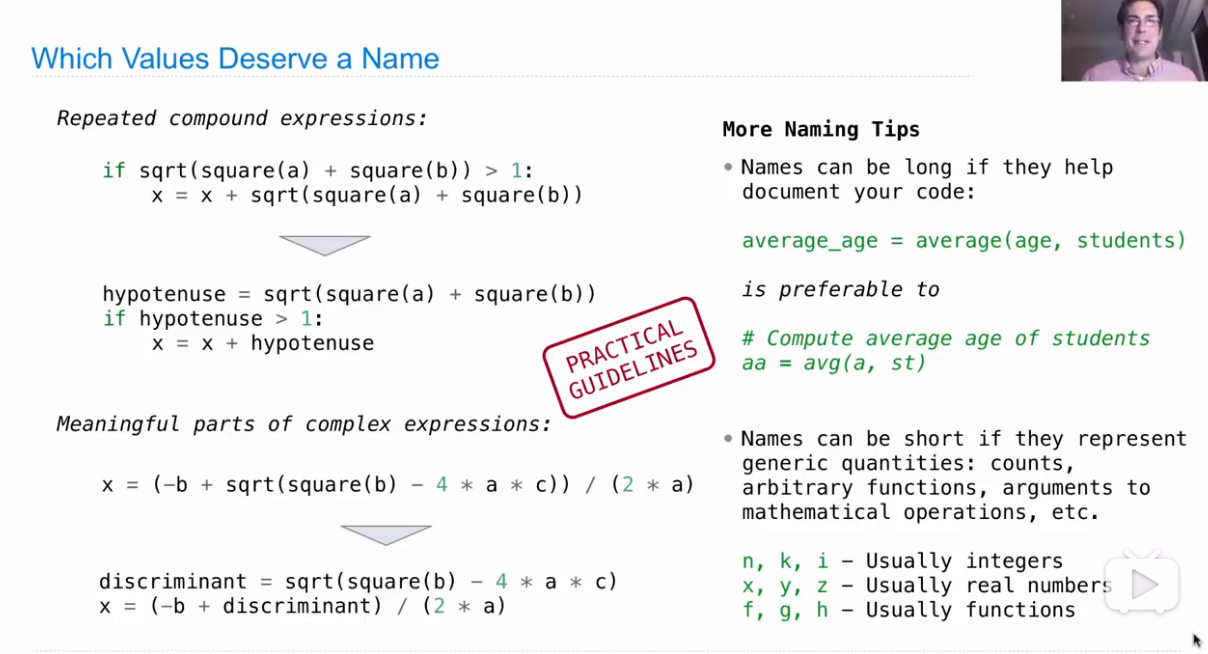 Which Values Deserve a Name
Repeated compound expressions:
if sqrt(square(a) + square(b)) > 1:
x = x + sqrt(square(a) + square(b))
hypotenuse = sqrt(square(a) + square(b))
if hypotenuse > 1:
x = x + hypotenuse
PRACTICAL
GUIDELINES
Meaningful parts of complex expressions:
x = (-b + sqrt(square(b) - 4 * a * c)) / (2 * a)
discriminant = sqrt(square(b) - 4 * a * c)
x = (-b + discriminant) / (2 * a)
More Naming Tips
• Names can be long if they help
document your code:
average_age = average(age, students)
is preferable to
# Compute average age of students
aa = avg(a, st)
• Names can be short if they represent
generic quantities: counts,
arbitrary functions, arguments to
mathematical operations, etc.
n, k, i – Usually integers
x, y, z – Usually real numbers
f, g, h – Usually functions